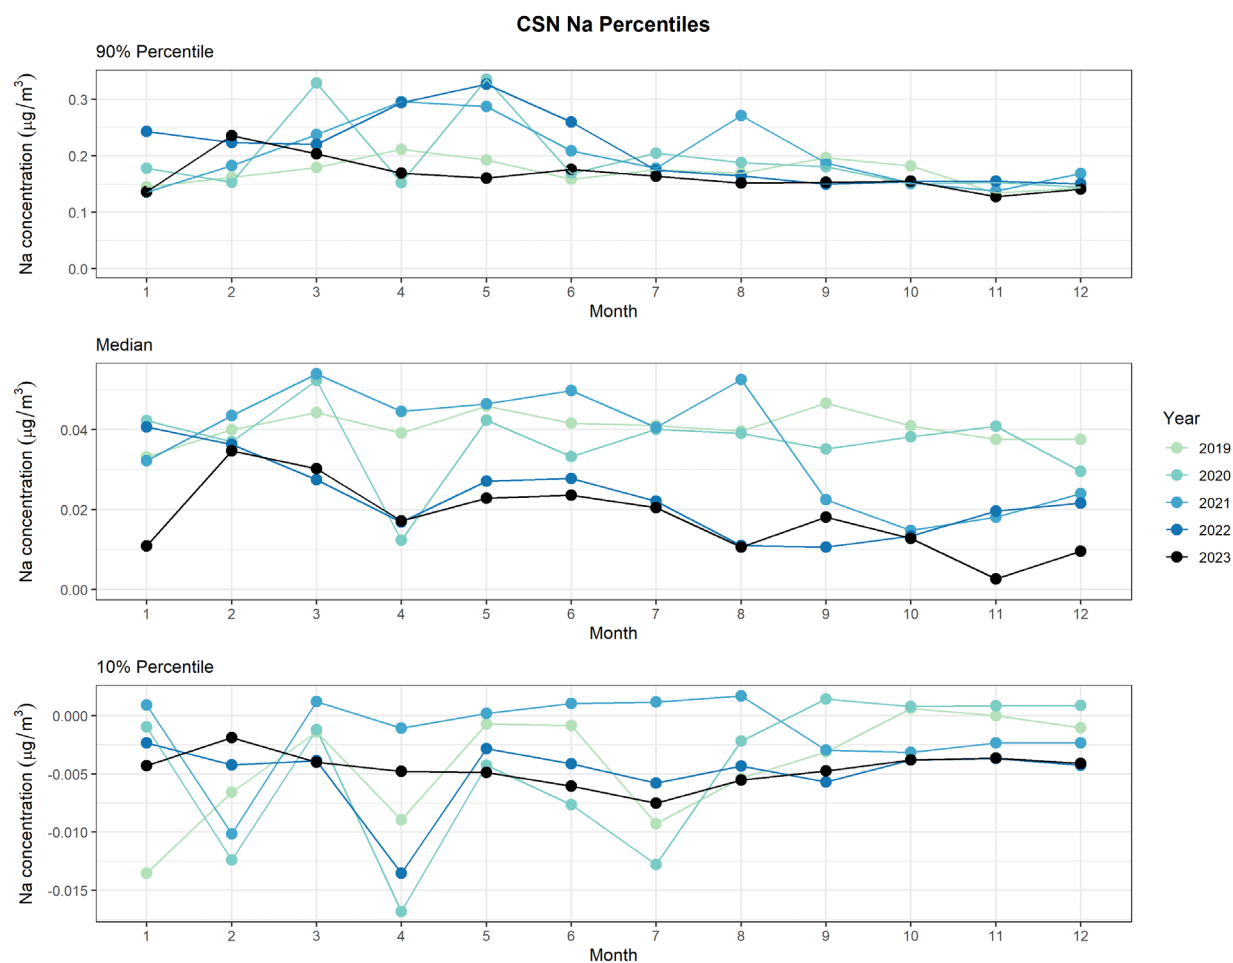 CSN Na Percentiles
90% Percentile
Na concentration (µg/m³)
0.3
0.2
0.1
0.0
1 2 3 4 5 6 7 8 9 10 11 12
Month
Median
Na concentration (µg/m³)
0.04
0.02
0.00
1 2 3 4 5 6 7 8 9 10 11 12
Month
10% Percentile
Na concentration (µg/m³)
0.000
-0.005
-0.010
-0.015
1 2 3 4 5 6 7 8 9 10 11 12
Month
Year
2019
2020
2021
2022
2023